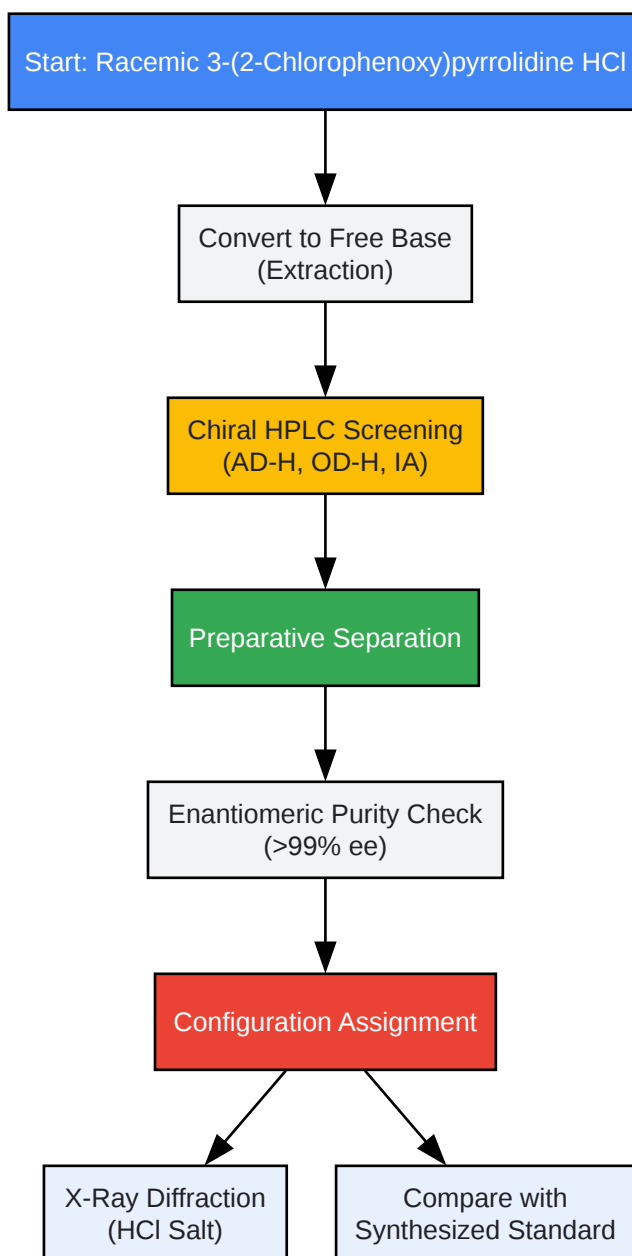 Start: Racemic 3-(2-Chlorophenoxy)pyrrolidine HCl
Convert to Free Base
(Extraction)
Chiral HPLC Screening
(AD-H, OD-H, IA)
Preparative Separation
Enantiomeric Purity Check
(>99% ee)
Configuration Assignment
X-Ray Diffraction
(HCl Salt)
Compare with
Synthesized Standard